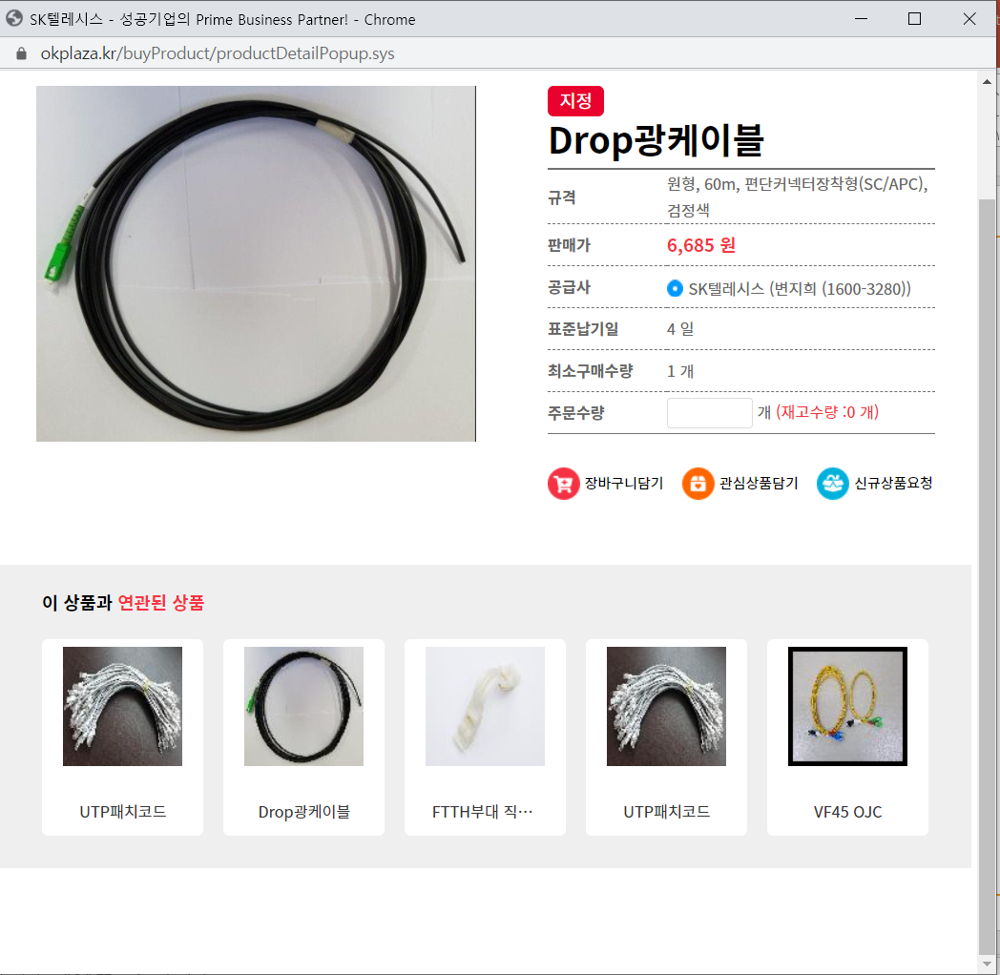 SK텔레시스 - 성공기업의 Prime Business Partner! - Chrome
okplaza.kr/buyProduct/productDetailPopup.sys
지정
Drop광케이블
규격 원형, 60m, 편단커넥터장착형(SC/APC),
검정색
판매가 6,685 원
공급사 SK텔레시스 (변지희 (1600-3280))
표준납기일 4 일
최소구매수량 1 개
주문수량 개 (재고수량 :0 개)
장바구니담기 관심상품담기 신규상품요청
이 상품과 연관된 상품
UTP패치코드 Drop광케이블 FTTH부대 직… UTP패치코드 VF45 OJC